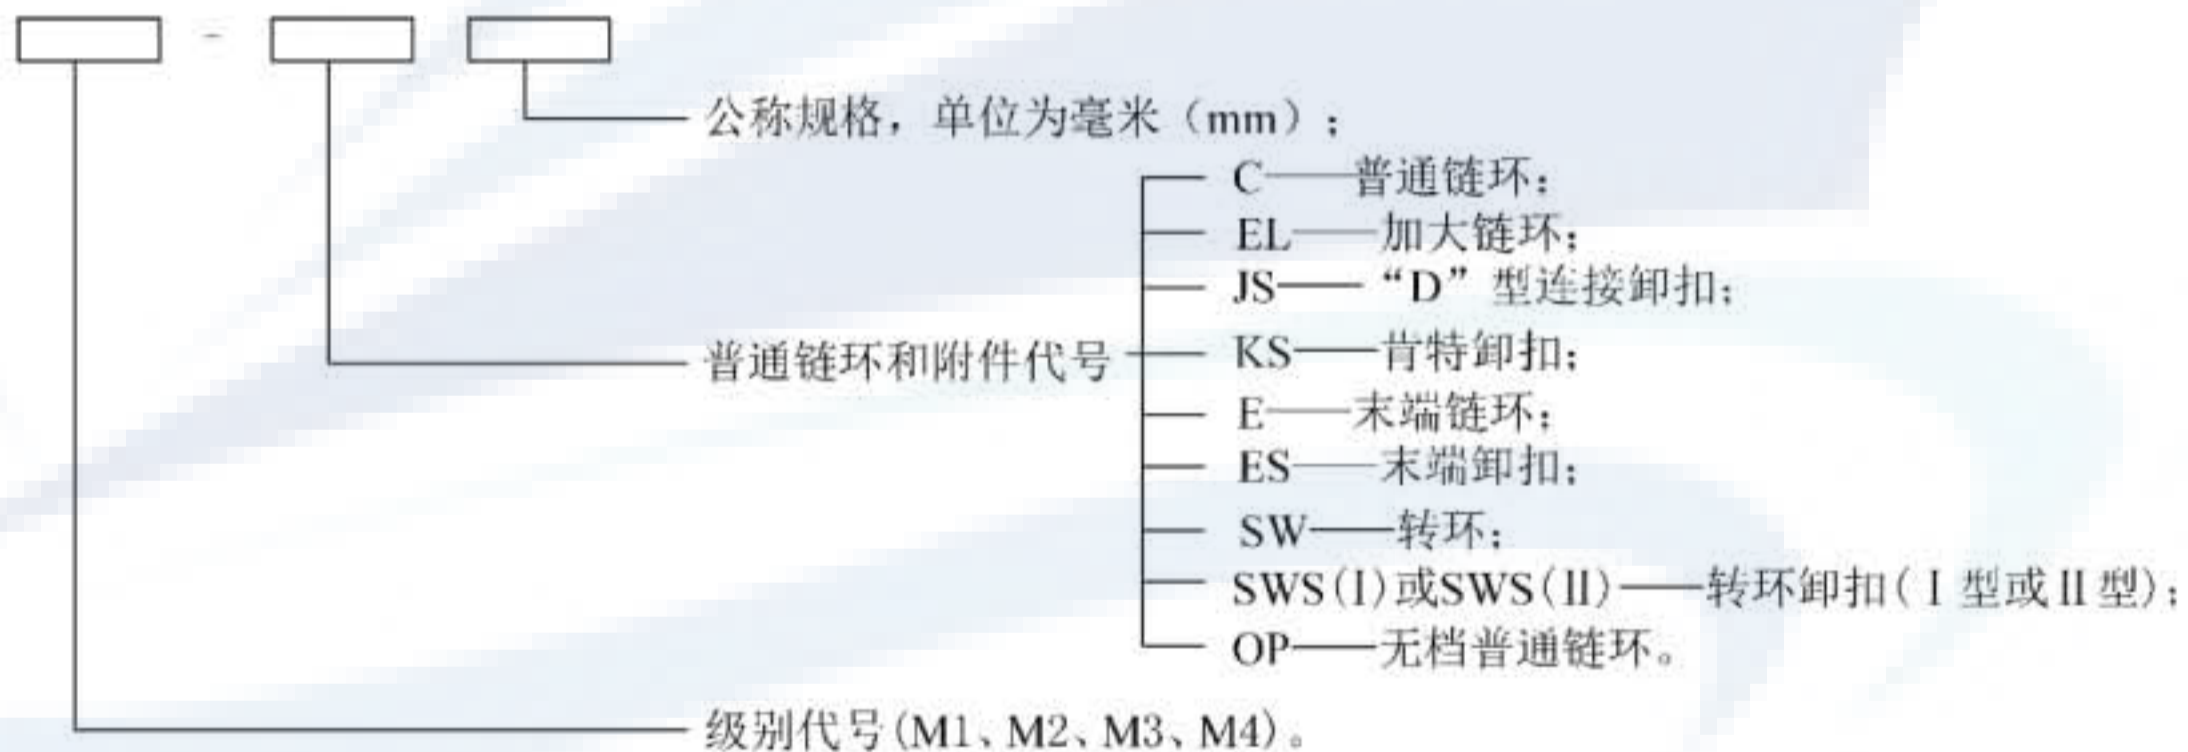 -
公称规格，单位为毫米（mm）；
C——普通链环；
EL——加大链环；
JS——“D”型连接卸扣；
普通链环和附件代号
KS——肯特卸扣；
E——末端链环；
ES——末端卸扣；
SW——转环；
SWS(Ⅰ)或SWS(Ⅱ)——转环卸扣(Ⅰ型或Ⅱ型)；
OP——无档普通链环。
级别代号(M1、M2、M3、M4)。